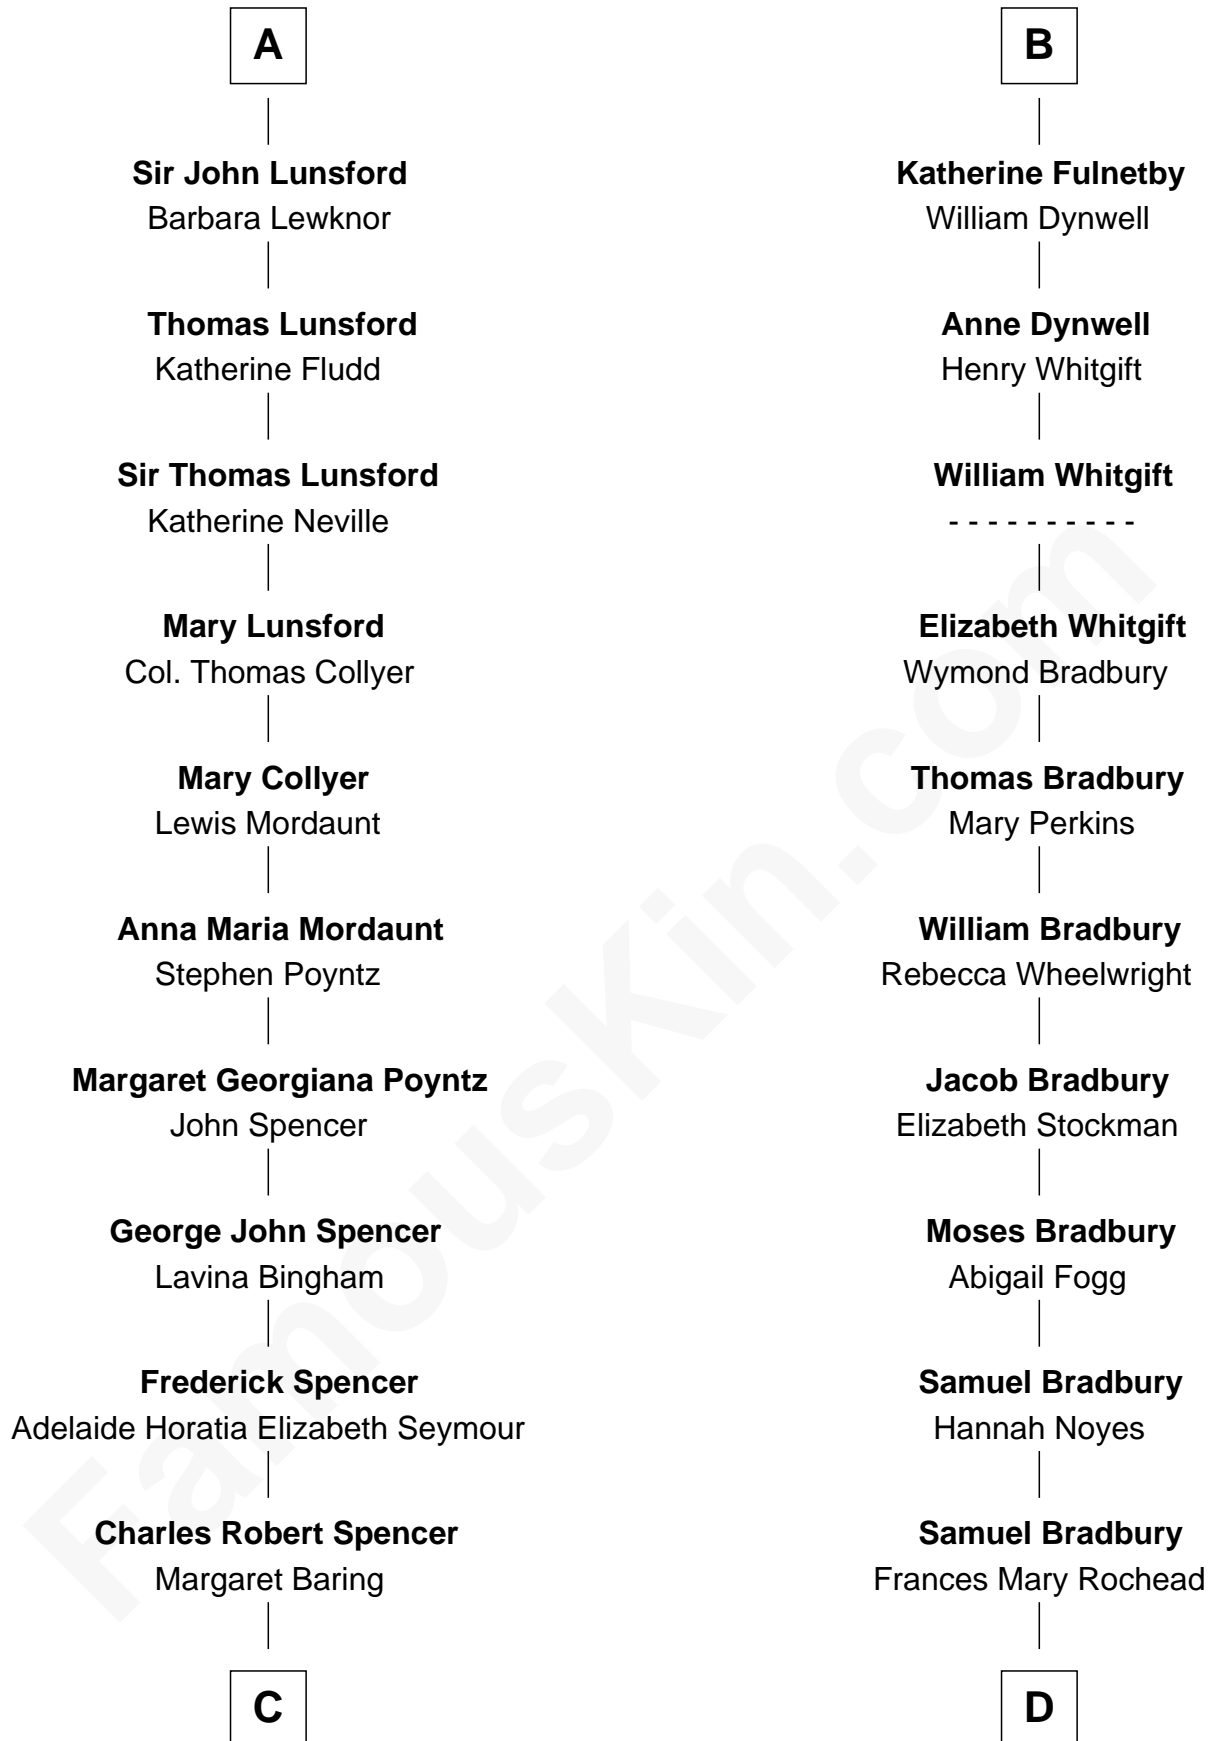 A
Sir John Lunsford
Barbara Lewknor
Thomas Lunsford
Katherine Fludd
Sir Thomas Lunsford
Katherine Neville
Mary Lunsford
Col. Thomas Collyer
Mary Collyer
Lewis Mordaunt
Anna Maria Mordaunt
Stephen Poyntz
Margaret Georgiana Poyntz
John Spencer
George John Spencer
Lavina Bingham
Frederick Spencer
Adelaide Horatia Elizabeth Seymour
Charles Robert Spencer
Margaret Baring
C
B
Katherine Fulnetby
William Dynwell
Anne Dynwell
Henry Whitgift
William Whitgift
- - - - - - - - - -
Elizabeth Whitgift
Wymond Bradbury
Thomas Bradbury
Mary Perkins
William Bradbury
Rebecca Wheelwright
Jacob Bradbury
Elizabeth Stockman
Moses Bradbury
Abigail Fogg
Samuel Bradbury
Hannah Noyes
Samuel Bradbury
Frances Mary Rochead
D
FamousKin.com